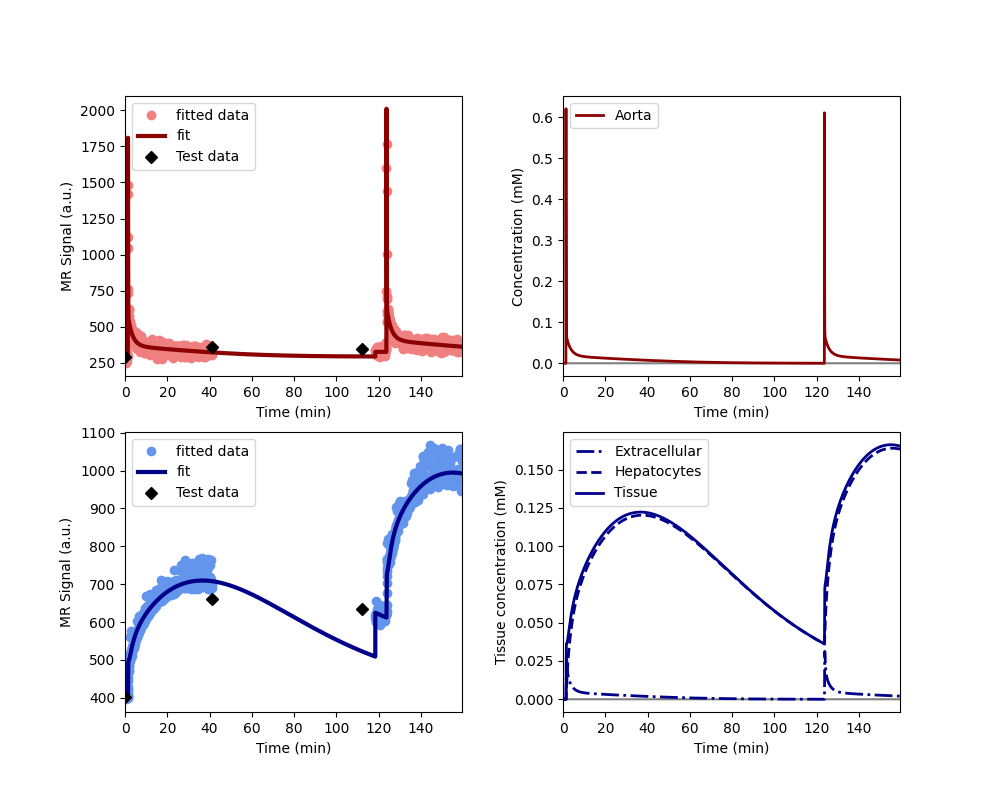 2000
1750
1500
1250
1000
750
500
250
MR Signal (a.u.)
fitted data
fit
Test data
0 20 40 60 80 100 120 140
Time (min)
0.6
0.5
0.4
0.3
0.2
0.1
0.0
Concentration (mM)
Aorta
0 20 40 60 80 100 120 140
Time (min)
1100
1000
900
800
700
600
500
400
MR Signal (a.u.)
fitted data
fit
Test data
0 20 40 60 80 100 120 140
Time (min)
0.150
0.125
0.100
0.075
0.050
0.025
0.000
Tissue concentration (mM)
Extracellular
Hepatocytes
Tissue
0 20 40 60 80 100 120 140
Time (min)